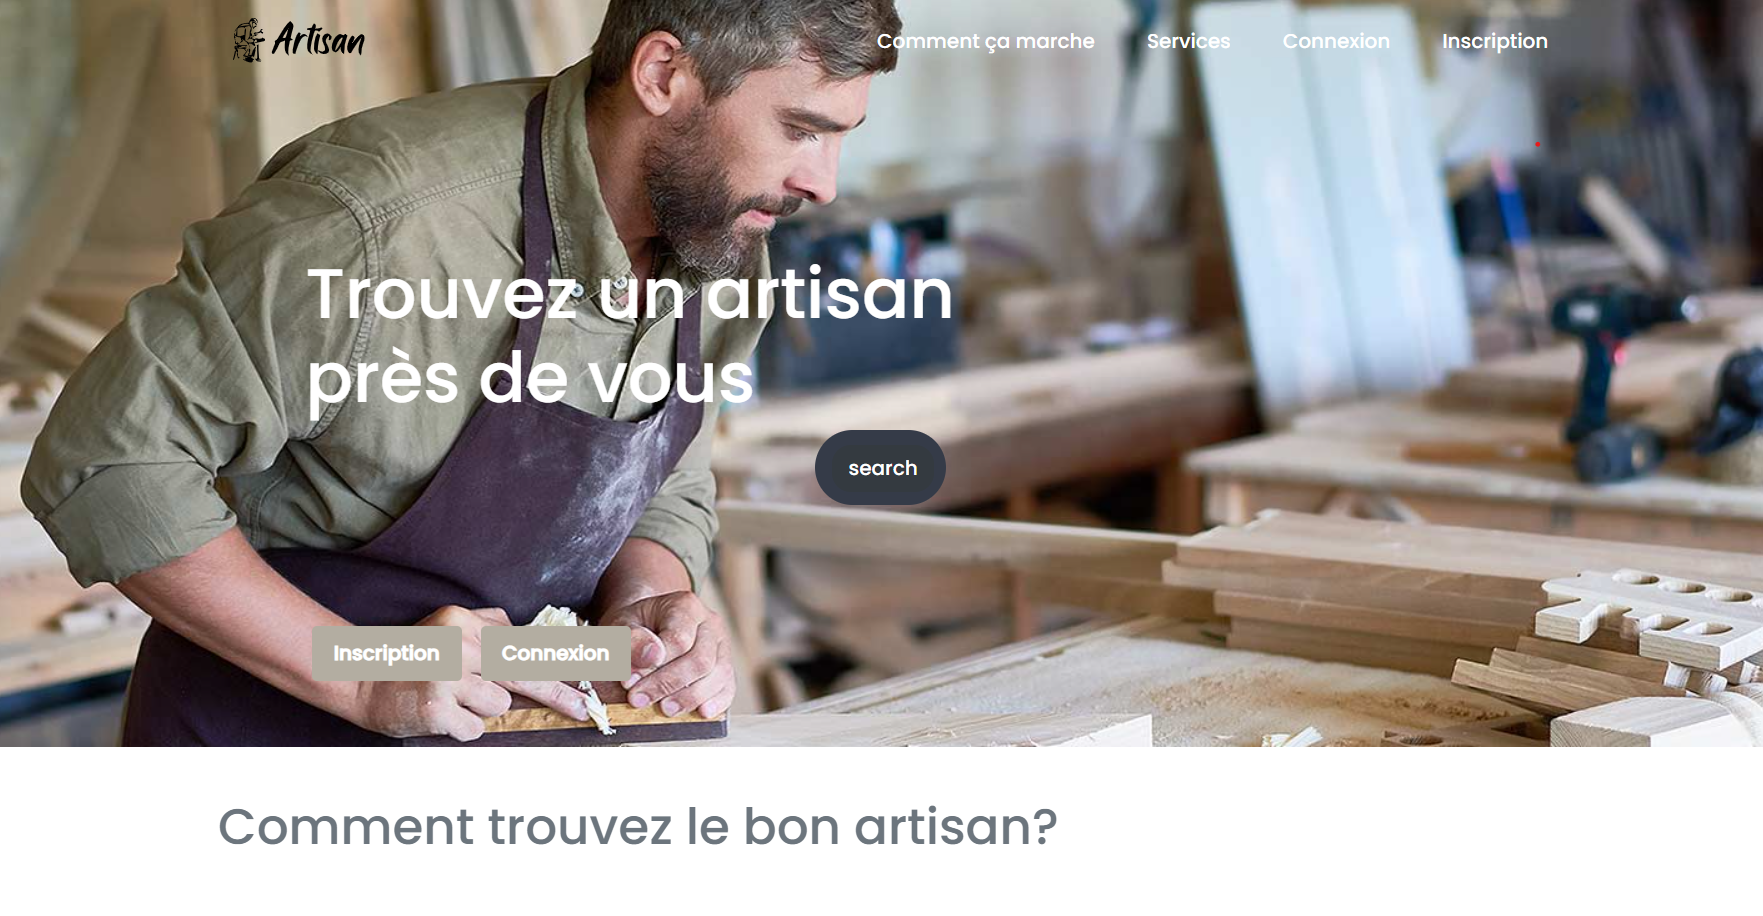 Artisan
Comment ça marche
Services
Connexion
Inscription
Trouvez un artisan
près de vous
search
Inscription
Connexion
Comment trouvez le bon artisan?